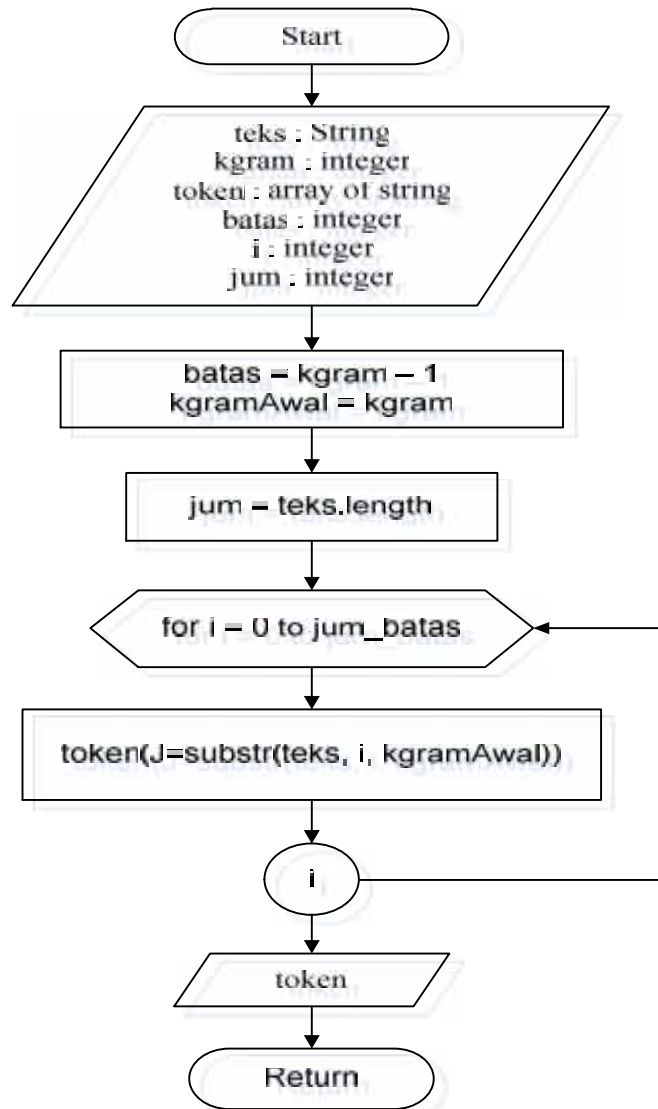 Start
teks : String
kgram : integer
token : array of string
batas : integer
i : integer
jum : integer
batas = kgram – 1
kgramAwal = kgram
jum = teks.length
for i = 0 to jum_batas
token(J=substr(teks, i, kgramAwal))
i
token
Return